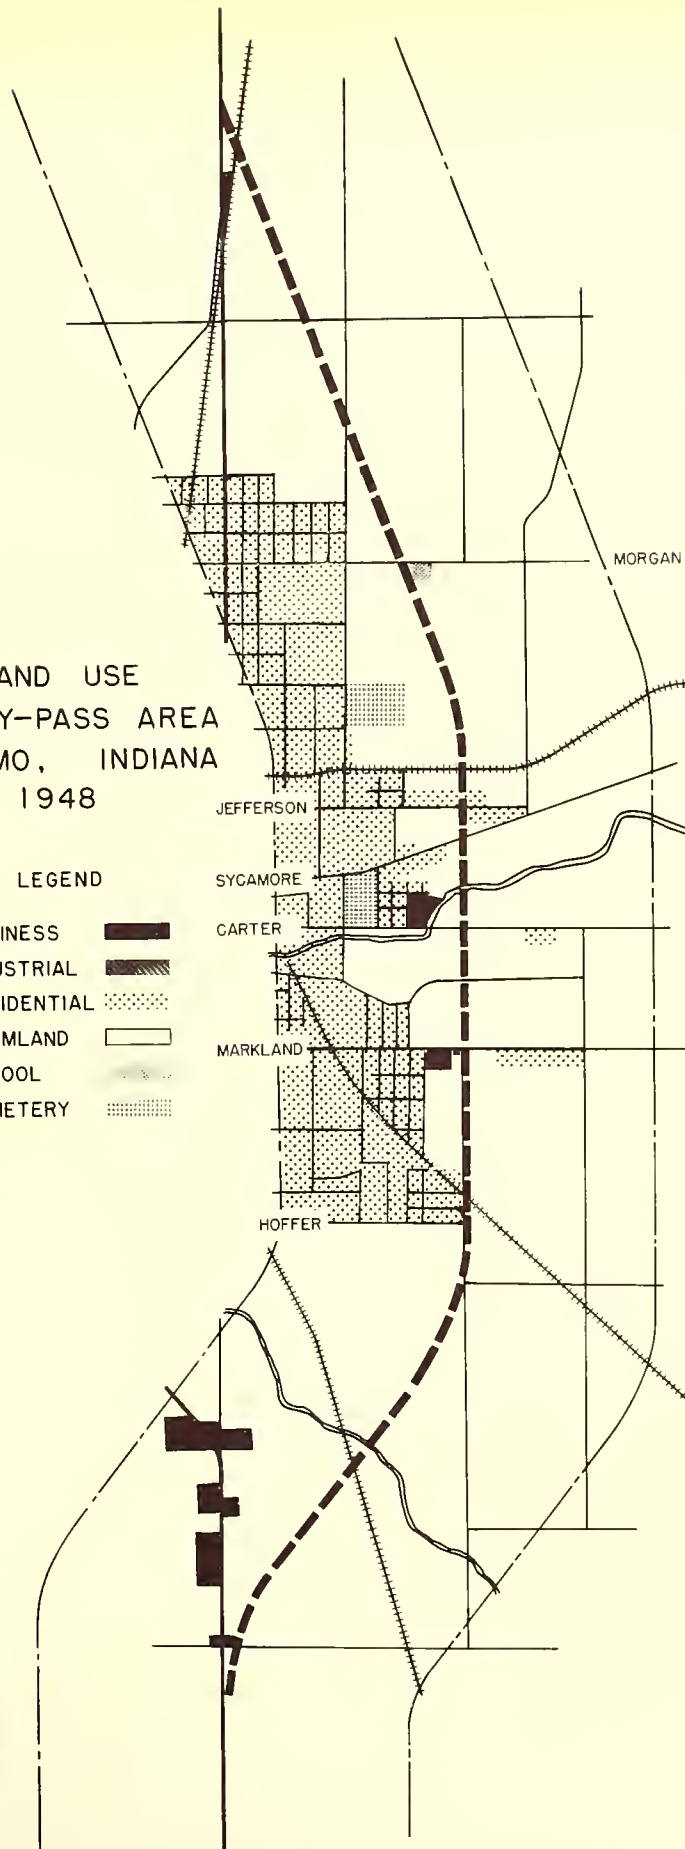 AND USE
Y-PASS AREA
MO, INDIANA
1948
LEGEND
INESS
USTRIAL
IDENTIAL
MLAND
OOL
METERY
MORGAN
JEFFERSON
SYCAMORE
CARTER
MARKLAND
HOFFER